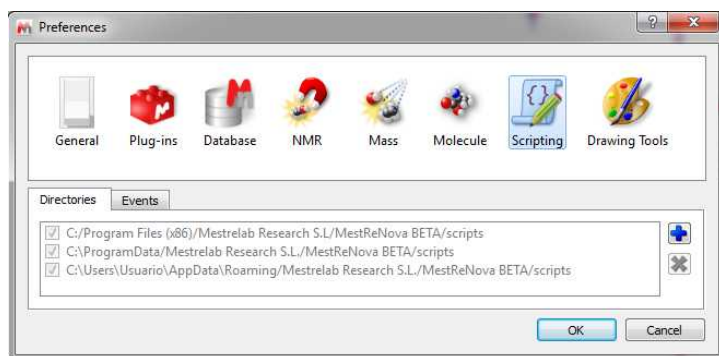 Preferences
General Plug-ins Database NMR Mass Molecule Scripting Drawing Tools
Directories Events
C:/Program Files (x86)/Mestrelab Research S.L/MestReNova BETA/scripts
C:\ProgramData/Mestrelab Research S.L./MestReNova BETA/scripts
C:\Users\Usuario\AppData\Roaming/Mestrelab Research S.L./MestReNova BETA/scripts
OK Cancel